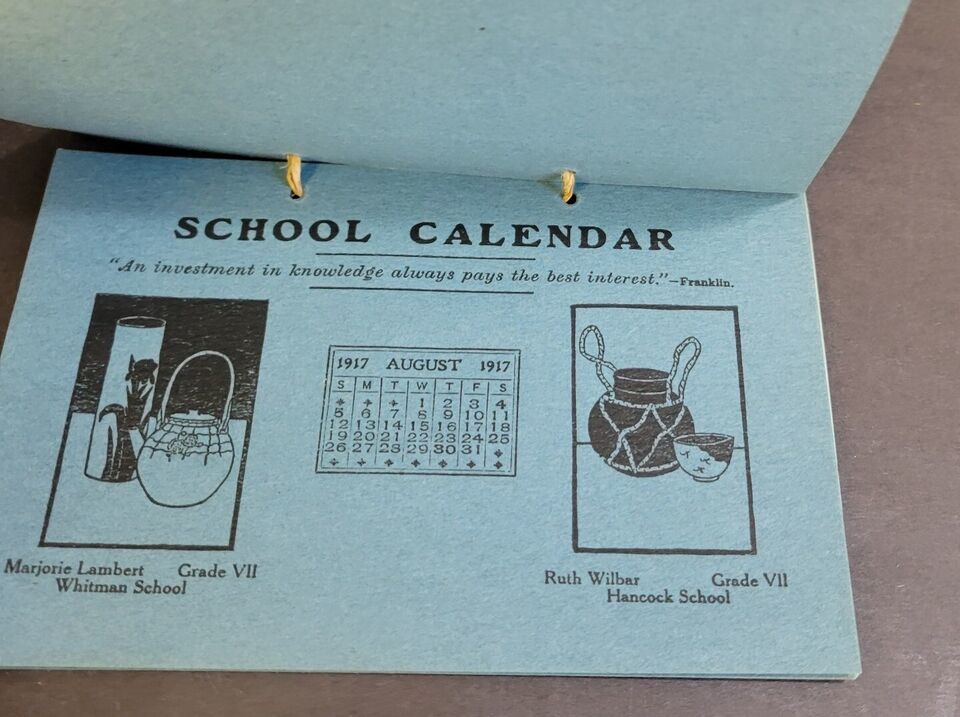 SCHOOL CALENDAR
"An investment in knowledge always pays the best interest."—Franklin.
1917 AUGUST 1917
S M T W T F S
1 2 3 4
5 6 7 8 9 10 11
12 13 14 15 16 17 18
19 20 21 22 23 24 25
26 27 28 29 30 31
Marjorie Lambert Grade VII
Whitman School
Ruth Wilbar Grade VII
Hancock School